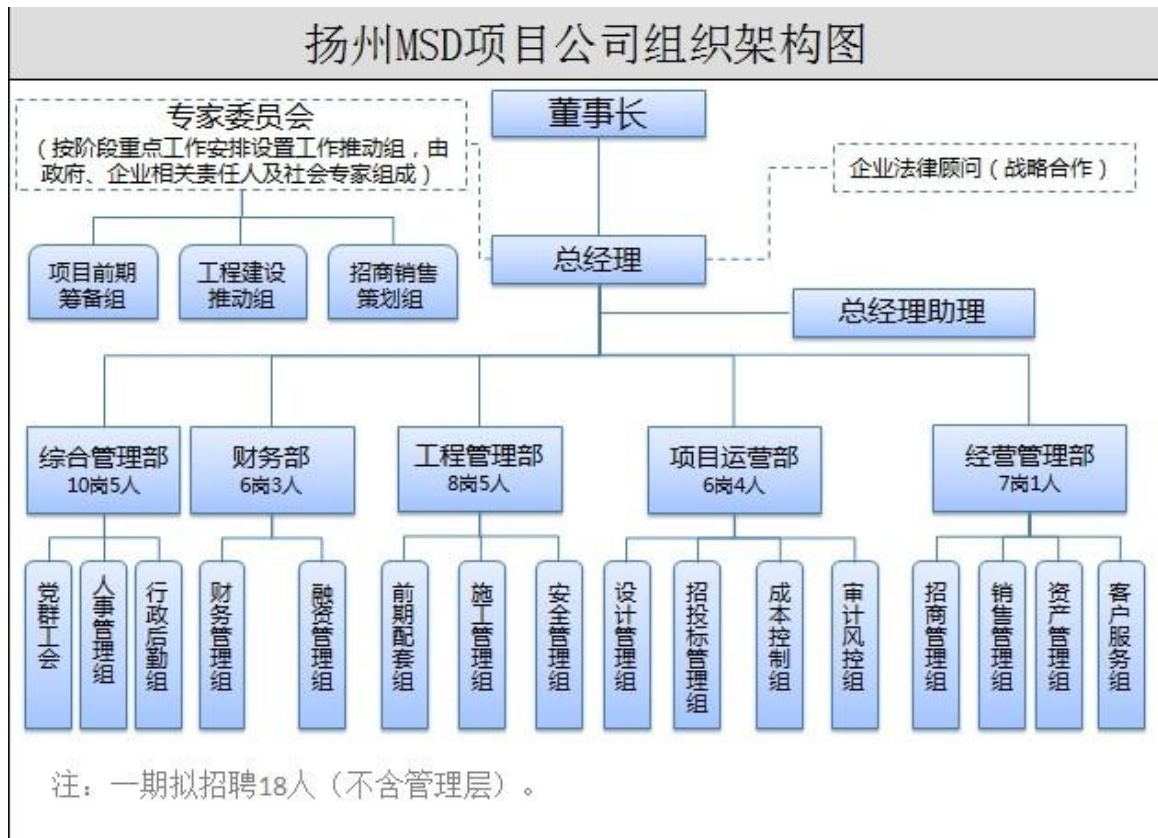 扬州MSD项目公司组织架构图
专家委员会
（按阶段重点工作安排设置工作推动组，由
政府、企业相关责任人及社会专家组成）
董事长
企业法律顾问（战略合作）
总经理
项目前期
筹备组
工程建设
推动组
招商销售
策划组
总经理助理
综合管理部
10岗5人
财务部
6岗3人
工程管理部
8岗5人
项目运营部
6岗4人
经营管理部
7岗1人
党群工会
人事管理组
行政后勤组
财务管理组
融资管理组
前期配套组
施工管理组
安全管理组
设计管理组
招投标管理组
成本控制组
审计风控组
招商管理组
销售管理组
资产管理组
客户服务组
注：一期拟招聘18人（不含管理层）。